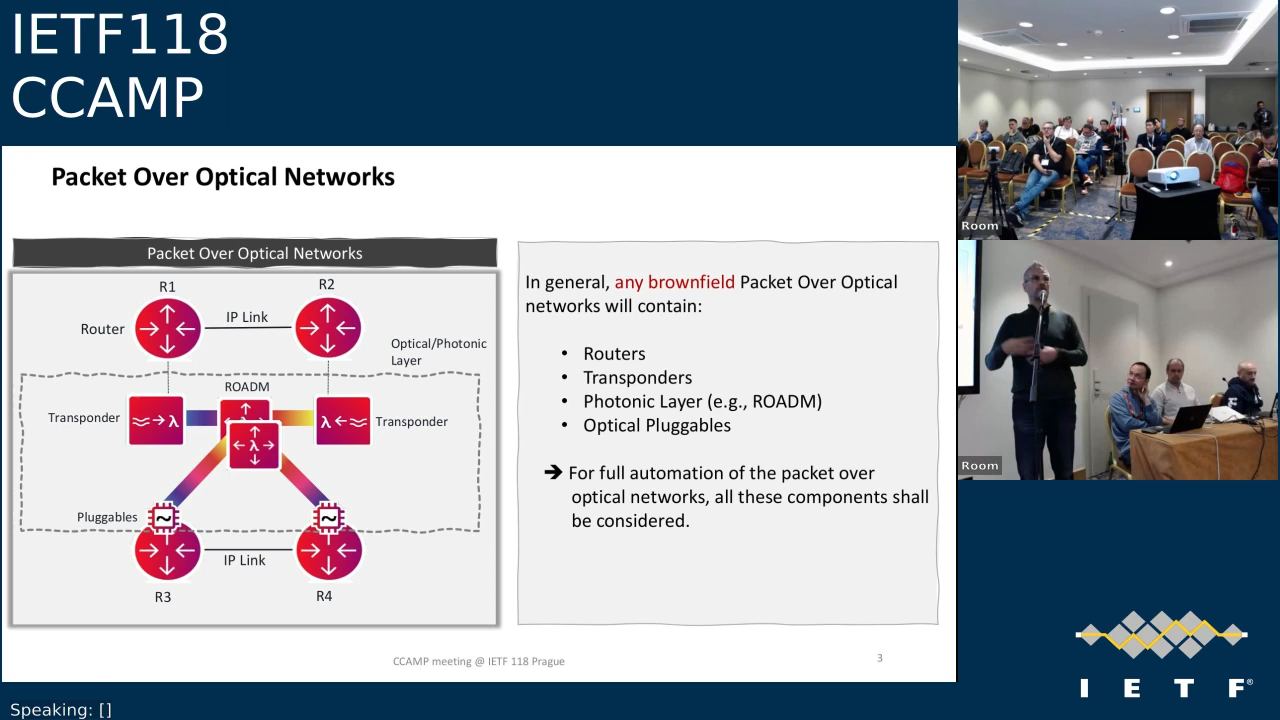 IETF118
CCAMP
Packet Over Optical Networks
Packet Over Optical Networks
R1
R2
Router
IP Link
Optical/Photonic
Layer
ROADM
Transponder
λ
λ
Transponder
λ
Pluggables
IP Link
R3
R4
In general, any brownfield Packet Over Optical
networks will contain:
• Routers
• Transponders
• Photonic Layer (e.g., ROADM)
• Optical Pluggables
➔ For full automation of the packet over
optical networks, all these components shall
be considered.
CCAMP meeting @ IETF 118 Prague
3
Room
Room
I E T F®
Speaking: []